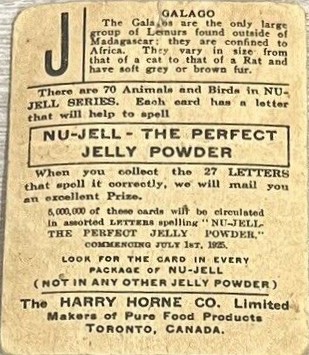 J
GALAGO
The Galagos are the only large
group of Lemurs found outside of
Madagascar; they are confined to
Africa. They vary in size from
that of a cat to that of a Rat and
have soft grey or brown fur.
There are 70 Animals and Birds in NU-
JELL SERIES. Each card has a letter
that will help to spell
NU-JELL - THE PERFECT
JELLY POWDER
When you collect the 27 LETTERS
that spell it correctly, we will mail you
an excellent Prize.
5,000,000 of these cards will be circulated
in assorted LETTERS spelling "NU-JELL-
THE PERFECT JELLY POWDER,"
COMMENCING JULY 1st, 1925.
LOOK FOR THE CARD IN EVERY
PACKAGE OF NU-JELL
(NOT IN ANY OTHER JELLY POWDER)
The HARRY HORNE CO. Limited
Makers of Pure Food Products
TORONTO, CANADA.